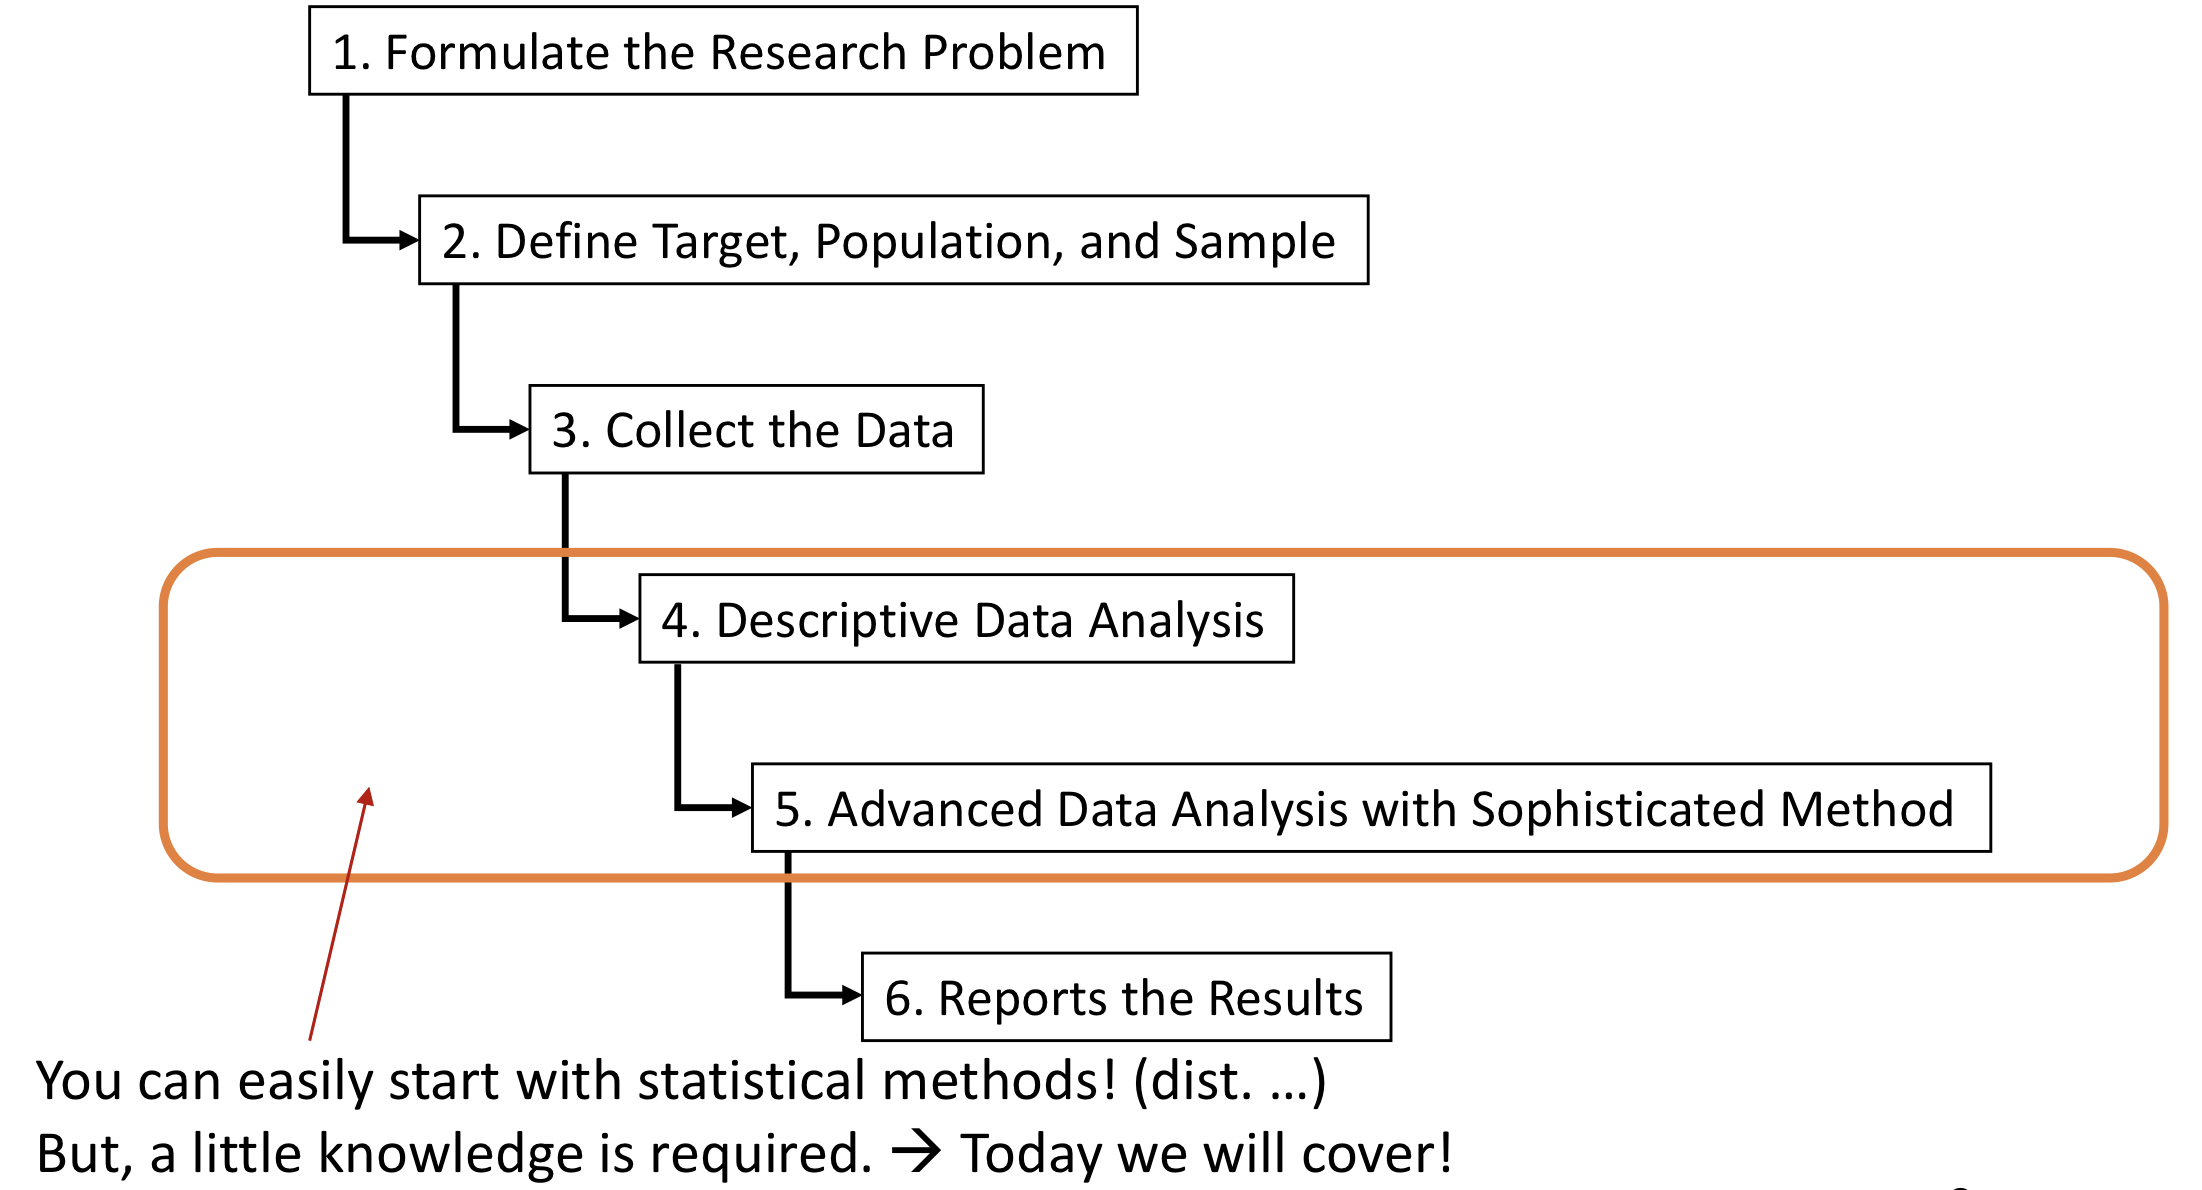 1. Formulate the Research Problem
2. Define Target, Population, and Sample
3. Collect the Data
4. Descriptive Data Analysis
5. Advanced Data Analysis with Sophisticated Method
6. Reports the Results
You can easily start with statistical methods! (dist. …)
But, a little knowledge is required. → Today we will cover!